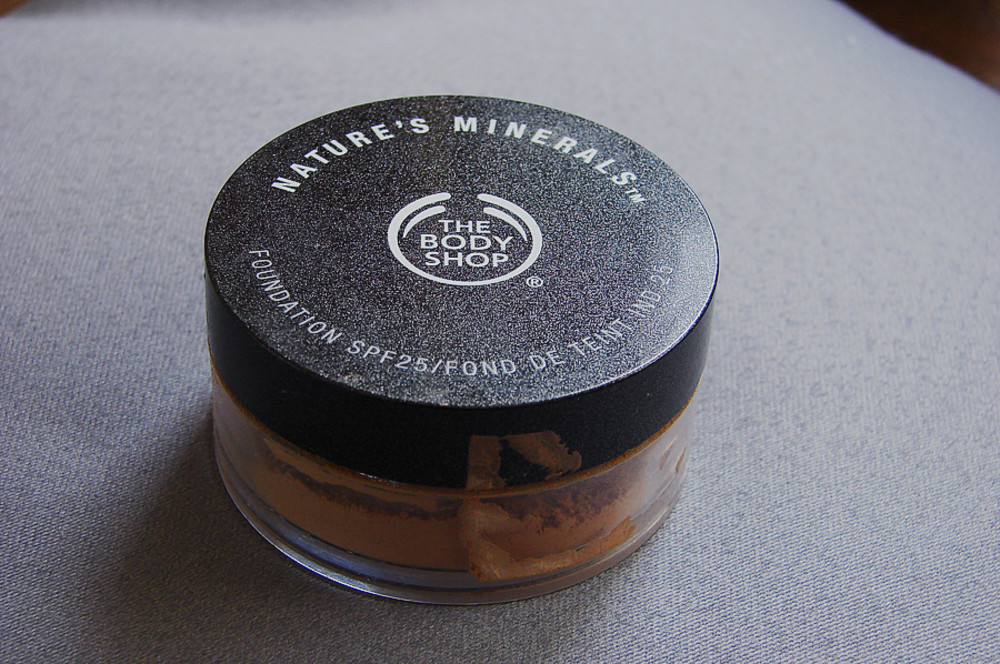 NATURE'S MINERALS™
THE
BODY
SHOP®
FOUNDATION SPF25/FOND DE TEINT IND.25